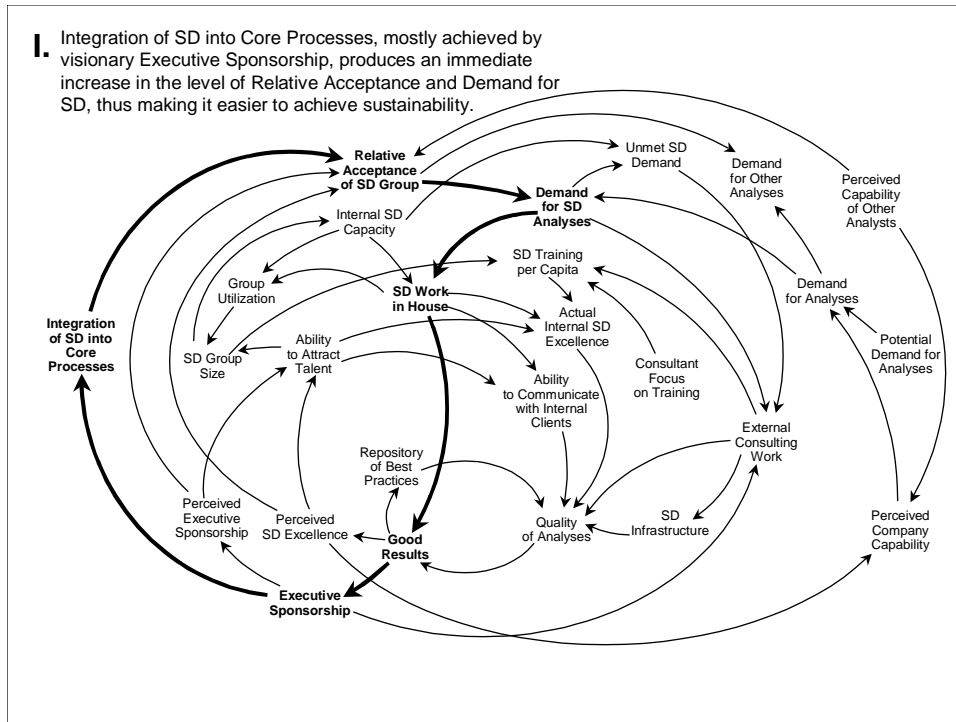 I. Integration of SD into Core Processes, mostly achieved by
visionary Executive Sponsorship, produces an immediate
increase in the level of Relative Acceptance and Demand for
SD, thus making it easier to achieve sustainability.
Relative
Acceptance
of SD Group
Unmet SD
Demand
Demand
for Other
Analyses
Perceived
Capability
of Other
Analysts
Demand
for SD
Analyses
Internal SD
Capacity
SD Training
per Capita
Group
Utilization
SD Work
in House
Demand
for Analyses
Integration
of SD into
Core
Processes
SD Group
Size
Ability
to Attract
Talent
Actual
Internal SD
Excellence
Consultant
Focus
on Training
Potential
Demand for
Analyses
Ability
to Communicate
with Internal
Clients
External
Consulting
Work
Repository
of Best
Practices
Perceived
Executive
Sponsorship
Perceived
SD Excellence
Good
Results
Quality
of Analyses
SD
Infrastructure
Perceived
Company
Capability
Executive
Sponsorship